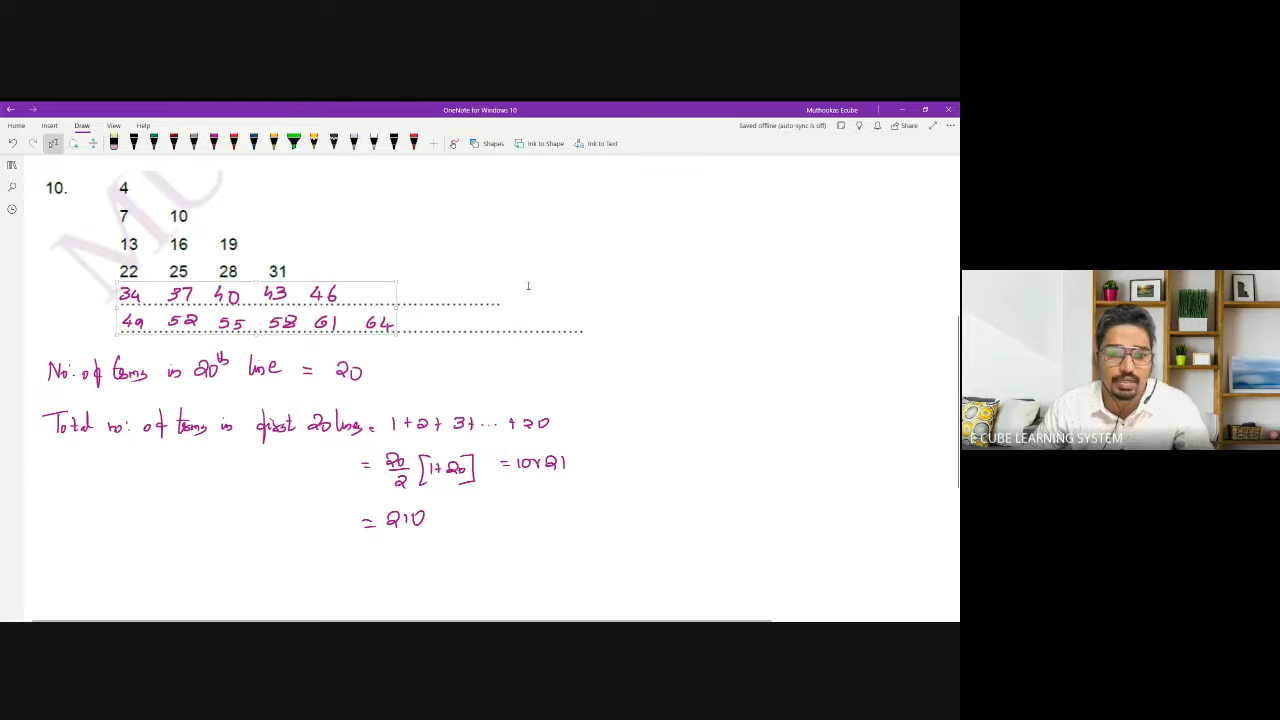 OneNote for Windows 10
Muthookas Ecube
Home Insert Draw View Help
Saved offline (auto-sync is off) Share
Shapes Ink to Shape Ink to Text
10. 4
7 10
13 16 19
22 25 28 31
34 37 40 43 46
49 52 55 58 61 64
No: of terms in 20th line = 20
Total no: of terms in first 20 lines = 1+2+3+...+20
= 20/2 [1+20] = 10×21
= 210
E CUBE LEARNING SYSTEM